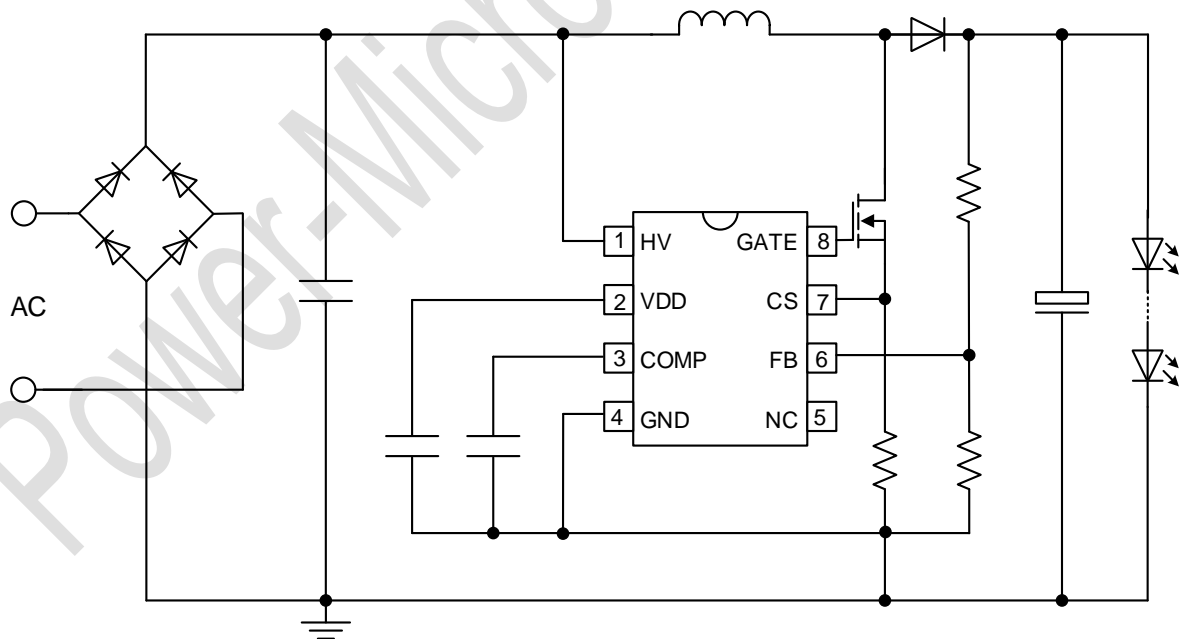 Power-Micro
AC
1 HV GATE 8
2 VDD CS 7
3 COMP FB 6
4 GND NC 5